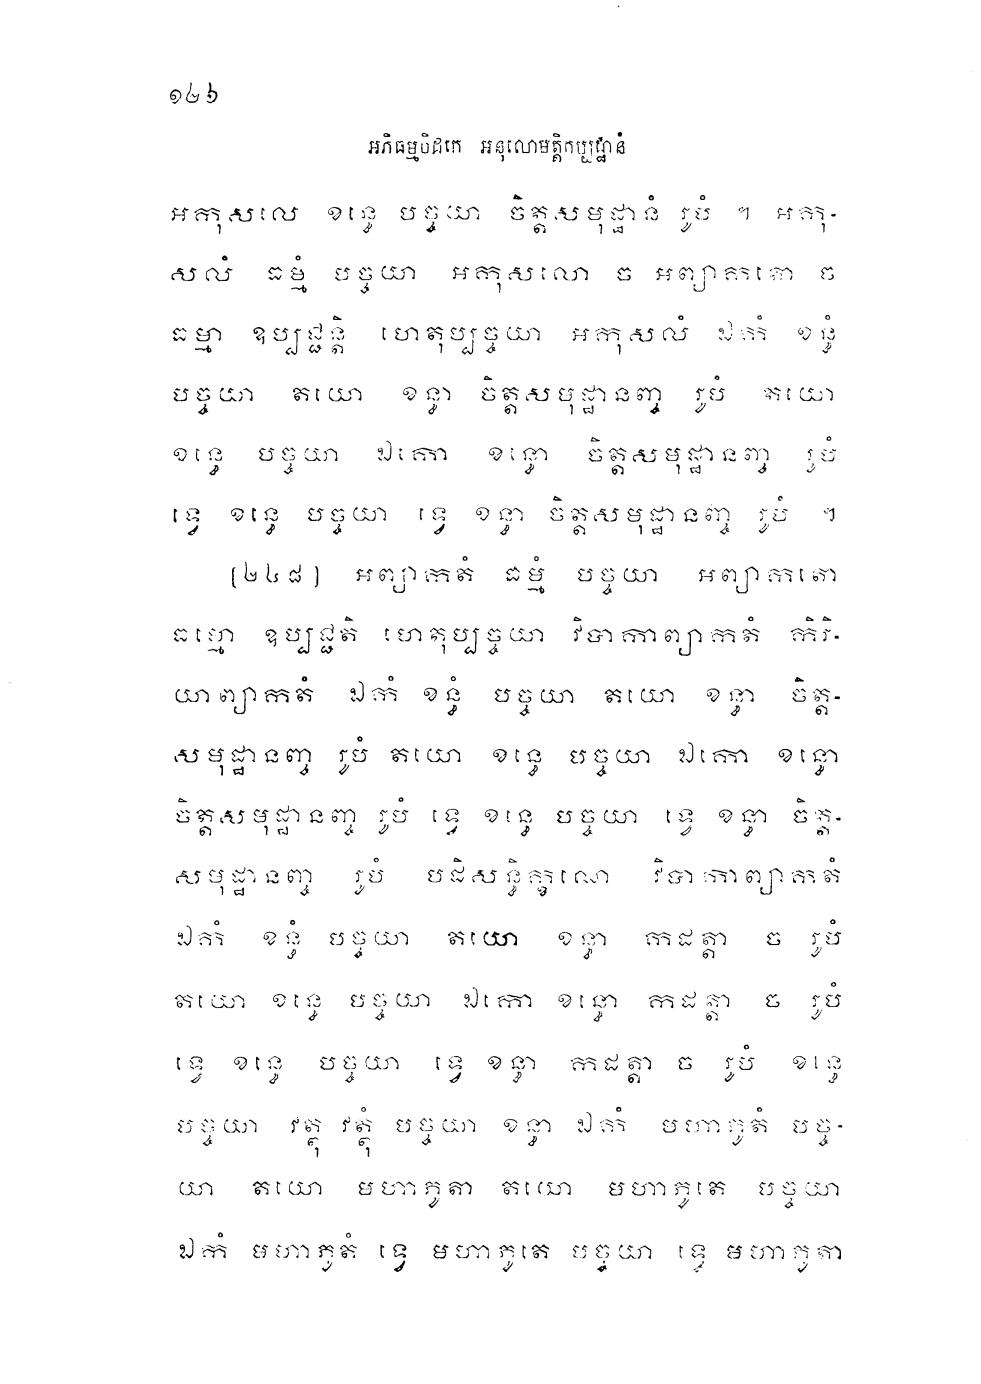 ១៤៦
អភិធម្មបិដកេ អនុលោមត្តិកប្បដ្ឋានំ
អកុសលេ ខន្ធេ បច្ចយា ចិត្តសមុដ្ឋានំ រូបំ ។ អកុ-
សលំ ធម្មំ បច្ចយា អកុសលោ ច អព្យាកតោ ច
ធម្មា ឧប្បជ្ជន្តិ ហេតុប្បច្ចយា អកុសលំ ឯកំ ខន្ធំ
បច្ចយា តយោ ខន្ធា ចិត្តសមុដ្ឋានញ្ច រូបំ តយោ
ខន្ធេ បច្ចយា ឯកោ ខន្ធោ ចិត្តសមុដ្ឋានញ្ច រូបំ
ទ្វេ ខន្ធេ បច្ចយា ទ្វេ ខន្ធា ចិត្តសមុដ្ឋានញ្ច រូបំ ។
[២៤៨] អព្យាកតំ ធម្មំ បច្ចយា អព្យាកតោ
ធម្មោ ឧប្បជ្ជតិ ហេតុប្បច្ចយា វិបាកាព្យាកតំ កិរិ-
យាព្យាកតំ ឯកំ ខន្ធំ បច្ចយា តយោ ខន្ធា ចិត្ត-
សមុដ្ឋានញ្ច រូបំ តយោ ខន្ធេ បច្ចយា ឯកោ ខន្ធោ
ចិត្តសមុដ្ឋានញ្ច រូបំ ទ្វេ ខន្ធេ បច្ចយា ទ្វេ ខន្ធា ចិត្ត-
សមុដ្ឋានញ្ច រូបំ បដិសន្ធិក្ខណេ វិបាកាព្យាកតំ
ឯកំ ខន្ធំ បច្ចយា តយោ ខន្ធា កដត្តា ច រូបំ
តយោ ខន្ធេ បច្ចយា ឯកោ ខន្ធោ កដត្តា ច រូបំ
ទ្វេ ខន្ធេ បច្ចយា ទ្វេ ខន្ធា កដត្តា ច រូបំ ខន្ធេ
បច្ចយា វត្ថុ វត្ថុំ បច្ចយា ខន្ធា ឯកំ មហាភូតំ បច្ច-
យា តយោ មហាភូតា តយោ មហាភូតេ បច្ចយា
ឯកំ មហាភូតំ ទ្វេ មហាភូតេ បច្ចយា ទ្វេ មហាភូតា